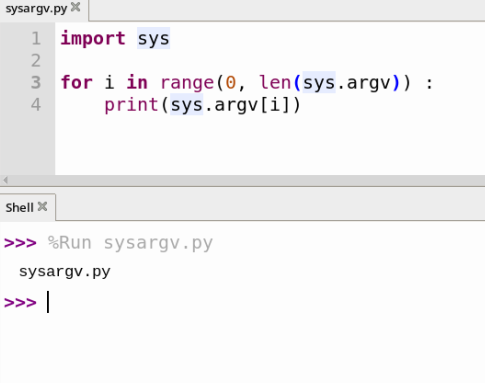 sysargv.py
1 import sys
2
3 for i in range(0, len(sys.argv)) :
4     print(sys.argv[i])
Shell
>>> %Run sysargv.py
sysargv.py
>>>